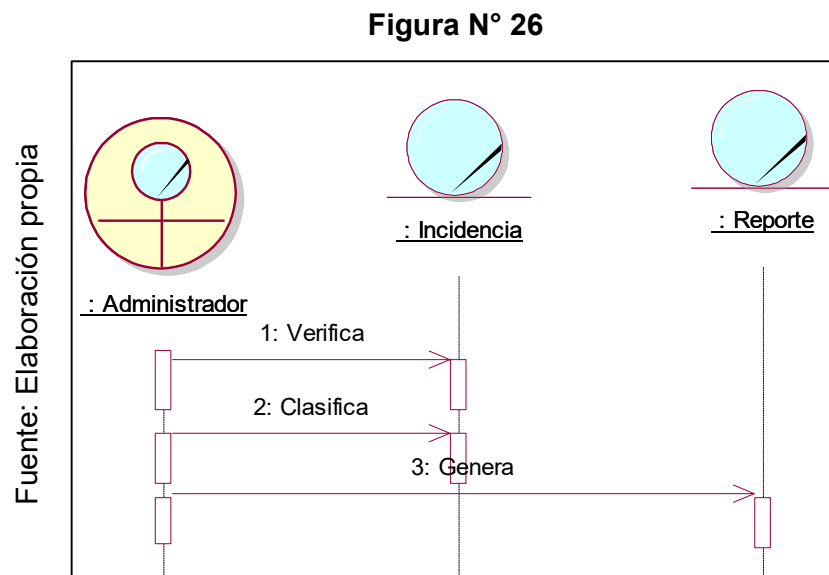 Figura N° 26
Fuente: Elaboración propia
: Administrador
: Incidencia
: Reporte
1: Verifica
2: Clasifica
3: Genera